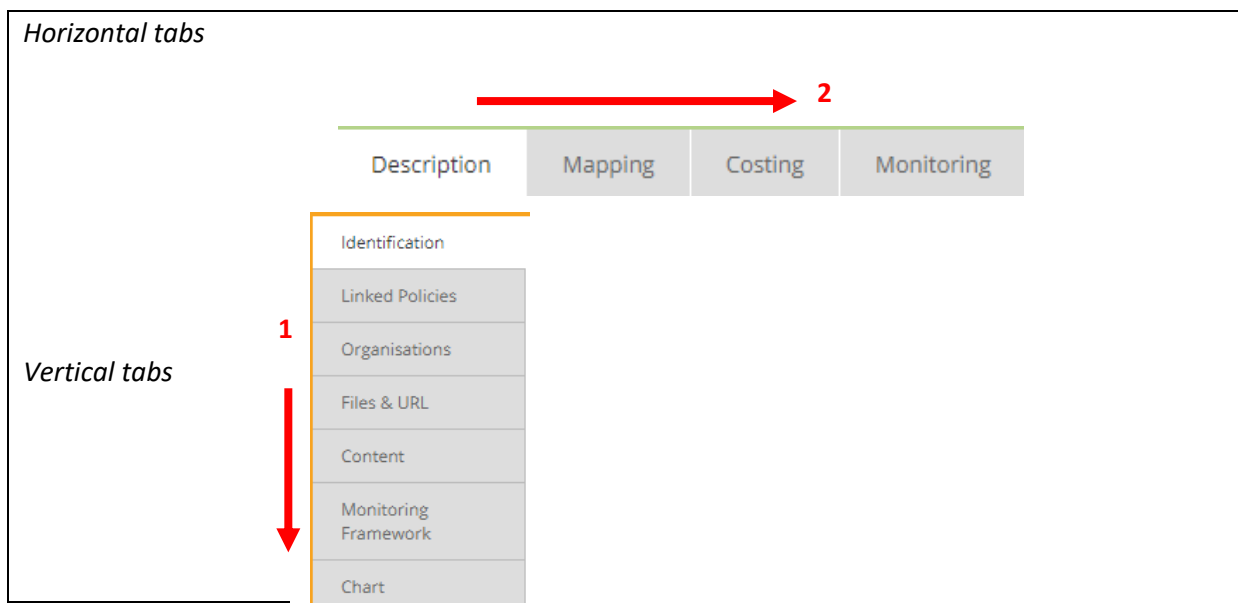 Horizontal tabs
2
Description Mapping Costing Monitoring
Identification
Linked Policies
1
Organisations
Vertical tabs
Files & URL
Content
Monitoring
Framework
Chart